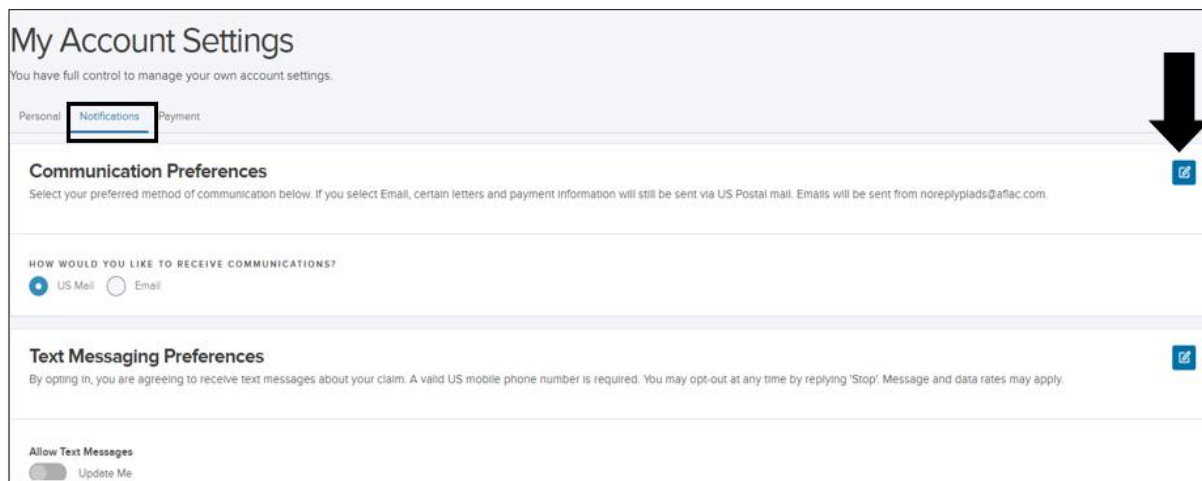 My Account Settings
You have full control to manage your own account settings.
Personal Notifications Payment
Communication Preferences
Select your preferred method of communication below. If you select Email, certain letters and payment information will still be sent via US Postal mail. Emails will be sent from noreplyplads@aflac.com.
HOW WOULD YOU LIKE TO RECEIVE COMMUNICATIONS?
US Mail Email
Text Messaging Preferences
By opting in, you are agreeing to receive text messages about your claim. A valid US mobile phone number is required. You may opt-out at any time by replying 'Stop'. Message and data rates may apply.
Allow Text Messages
Update Me